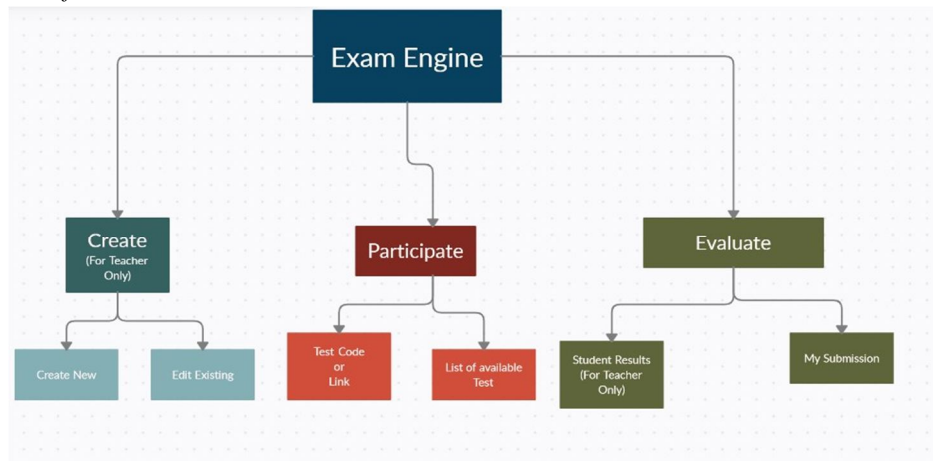 Exam Engine
Create
(For Teacher
Only)
Participate
Evaluate
Create New
Edit Existing
Test Code
or
Link
List of available
Test
Student Results
(For Teacher
Only)
My Submission